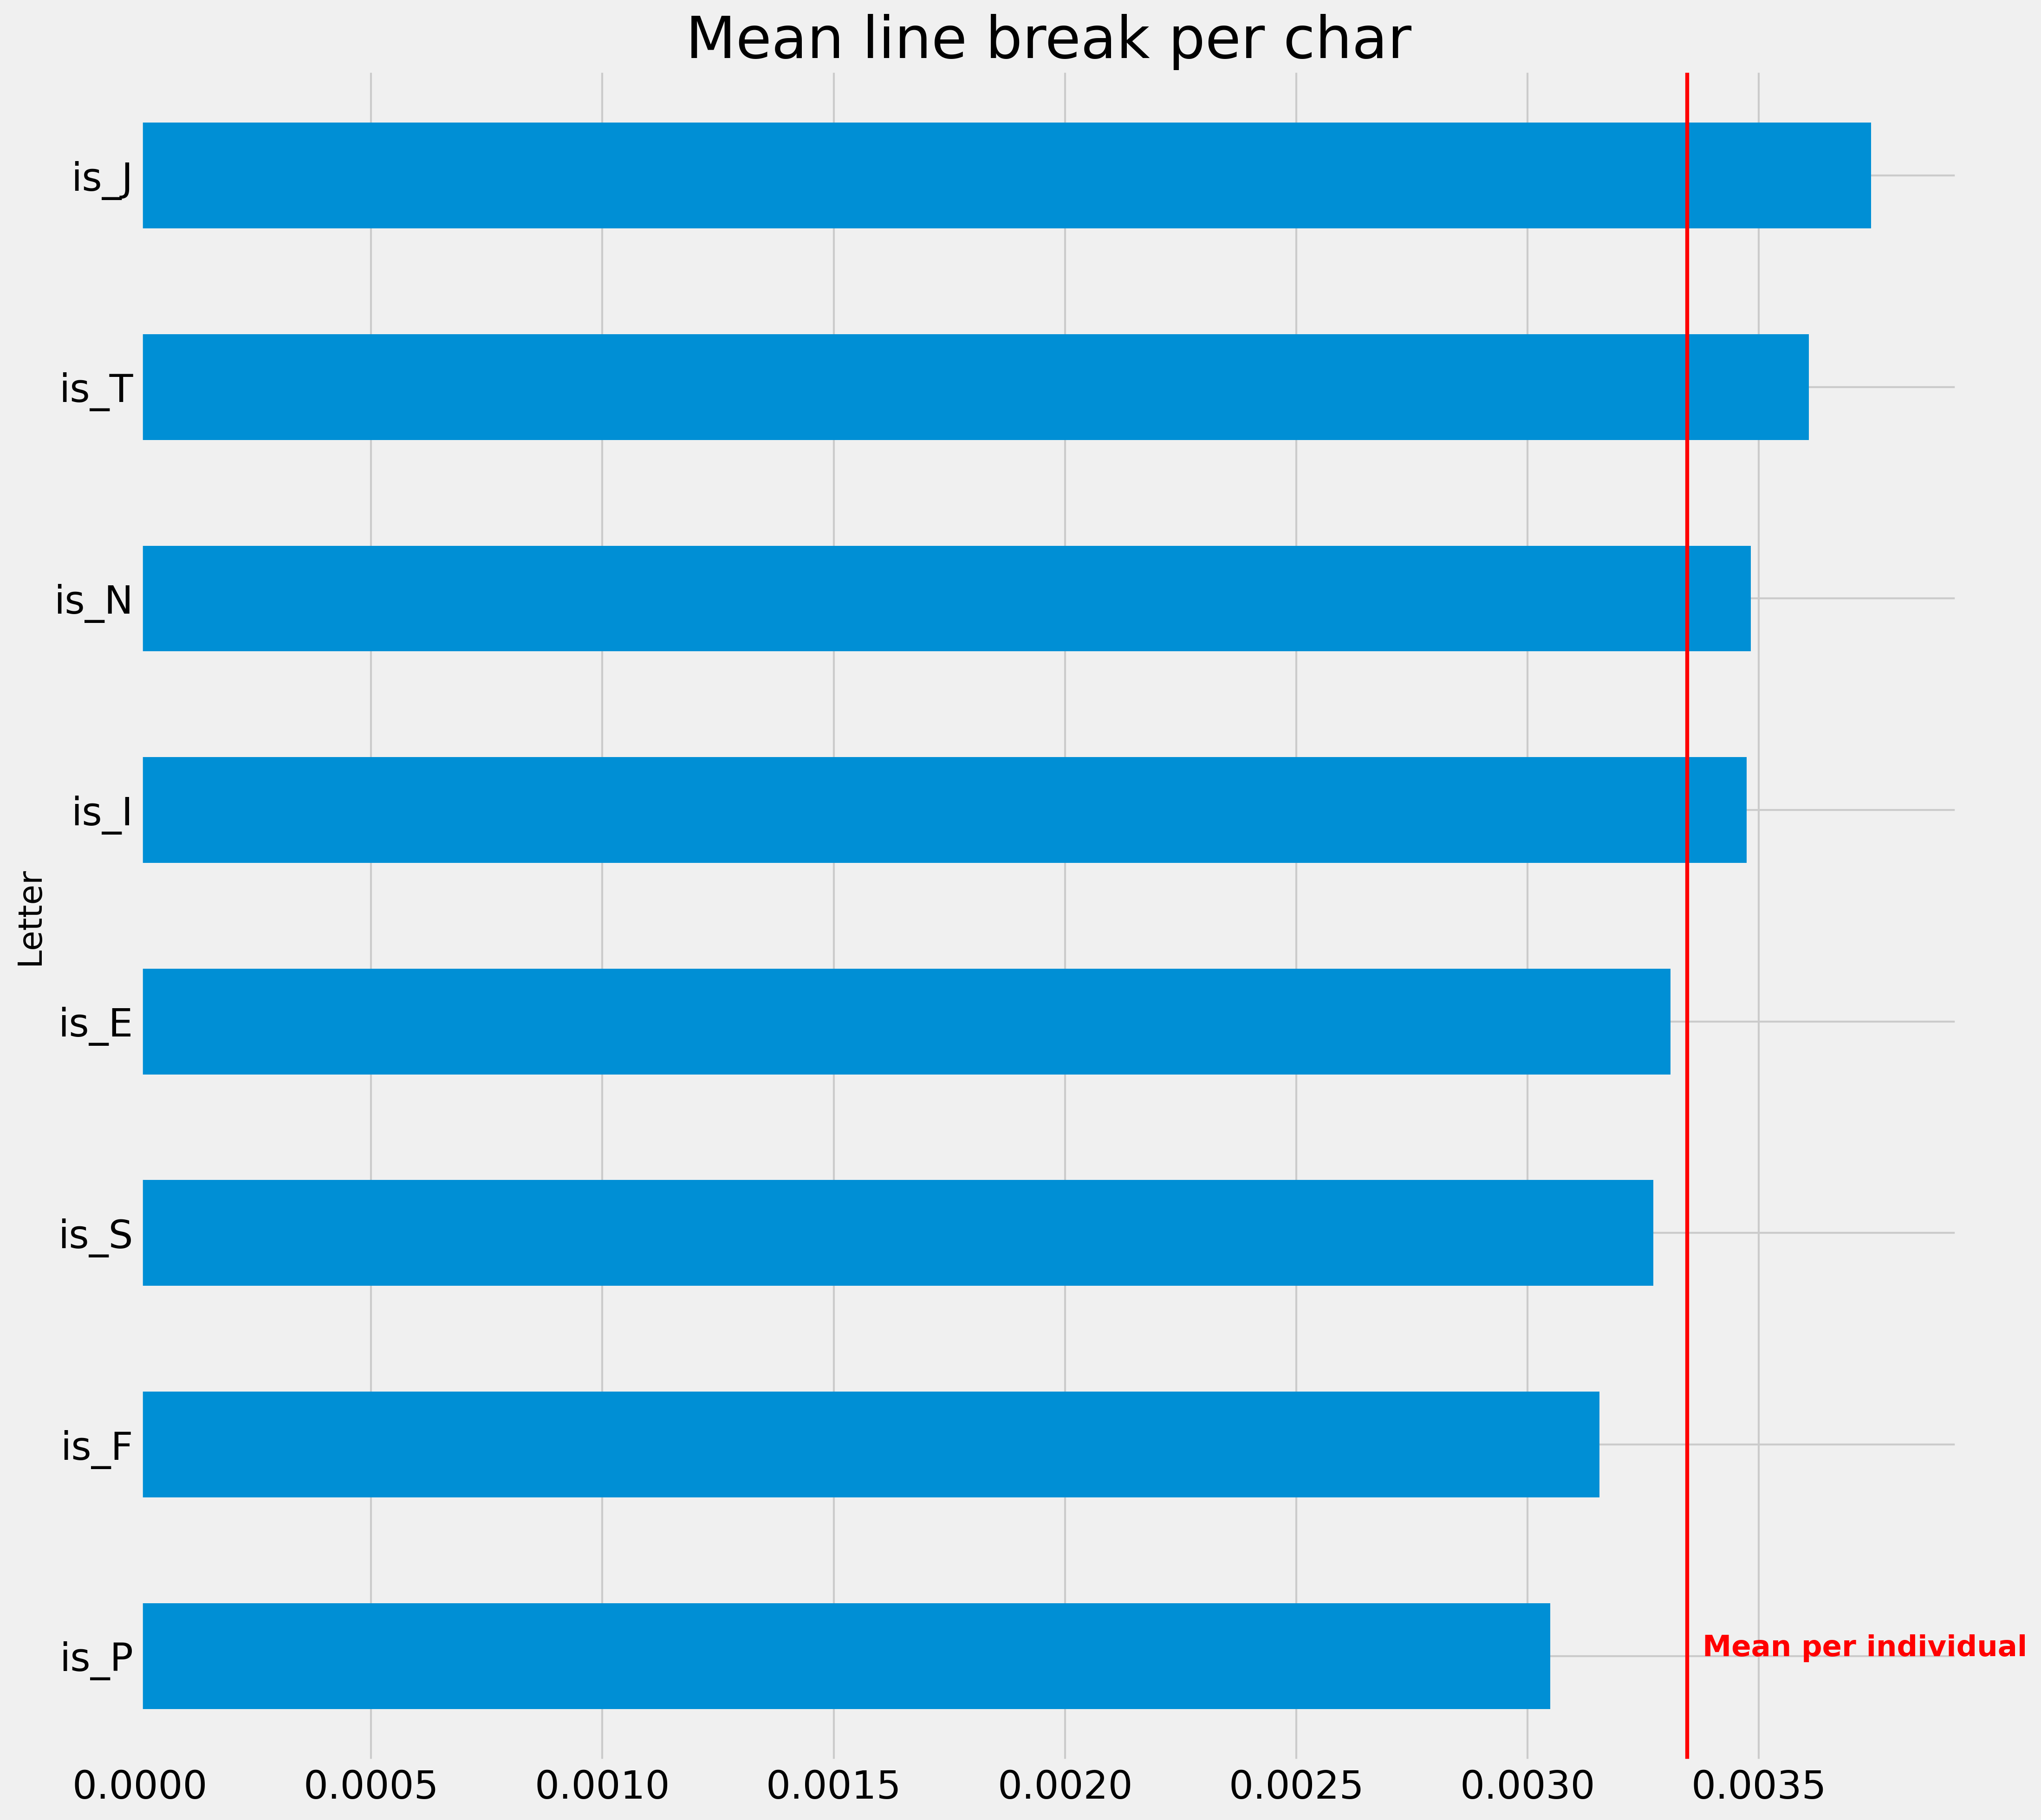 Mean line break per char
is_J
is_T
is_N
is_I
Letter
is_E
is_S
is_F
is_P
Mean per individual
0.0000 0.0005 0.0010 0.0015 0.0020 0.0025 0.0030 0.0035